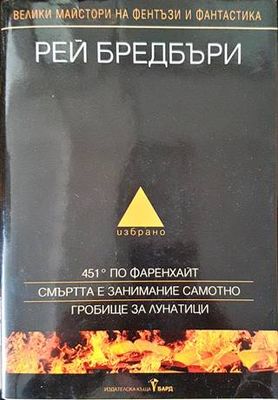 ВЕЛИКИ МАЙСТОРИ НА ФЕНТЪЗИ И ФАНТАСТИКА
РЕЙ БРЕДБЪРИ
избрано
451° ПО ФАРЕНХАЙТ
СМЪРТТА Е ЗАНИМАНИЕ САМОТНО
ГРОБИЩЕ ЗА ЛУНАТИЦИ
ИЗДАТЕЛСКА КЪЩА БАРД